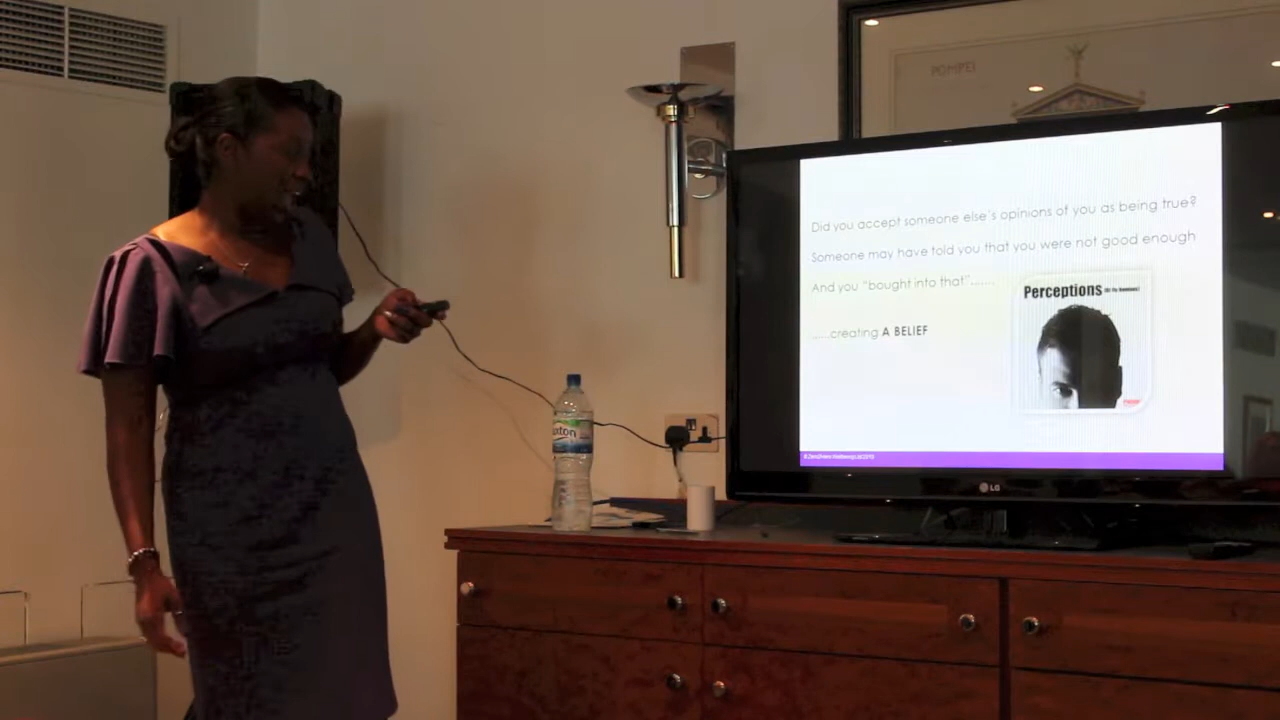 POMPEI
Did you accept someone else's opinions of you as being true?
Someone may have told you that you were not good enough
And you “bought into that”......
......creating A BELIEF
Perceptions
LG